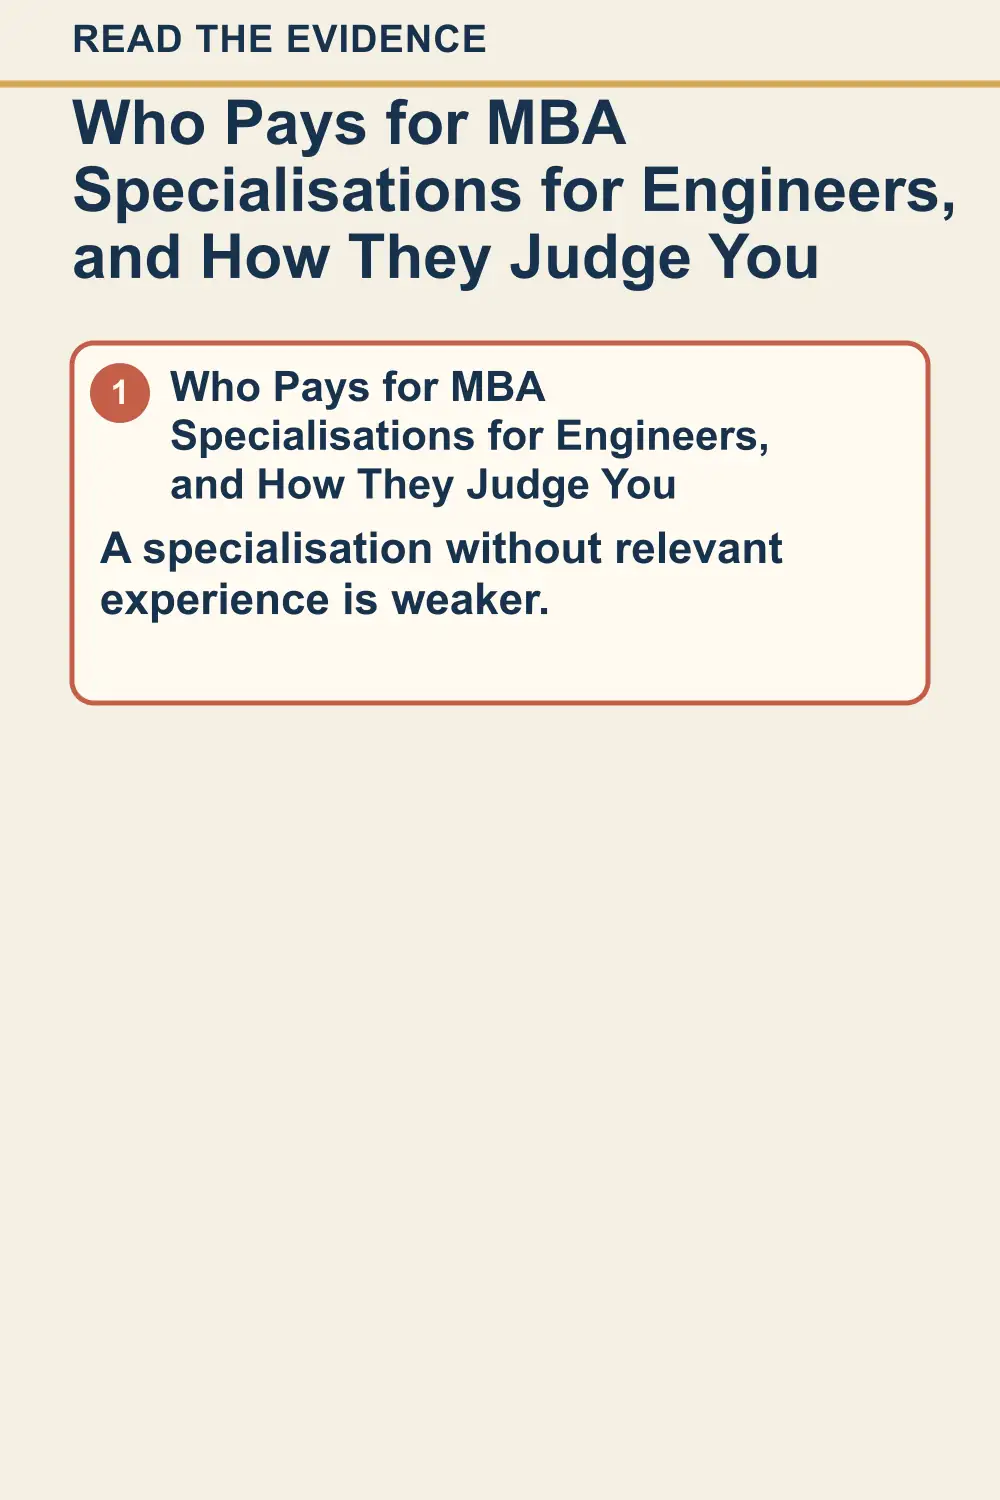 READ THE EVIDENCE
Who Pays for MBA
Specialisations for Engineers,
and How They Judge You
1
Who Pays for MBA
Specialisations for Engineers,
and How They Judge You
A specialisation without relevant
experience is weaker.